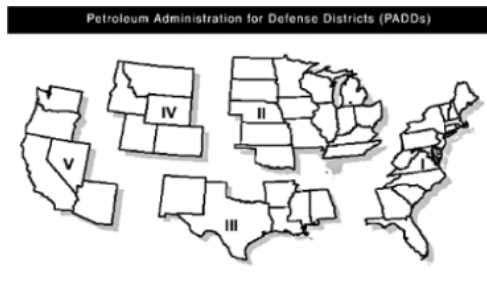 Petroleum Administration for Defense Districts (PADDs)
IV
II
V
I
III